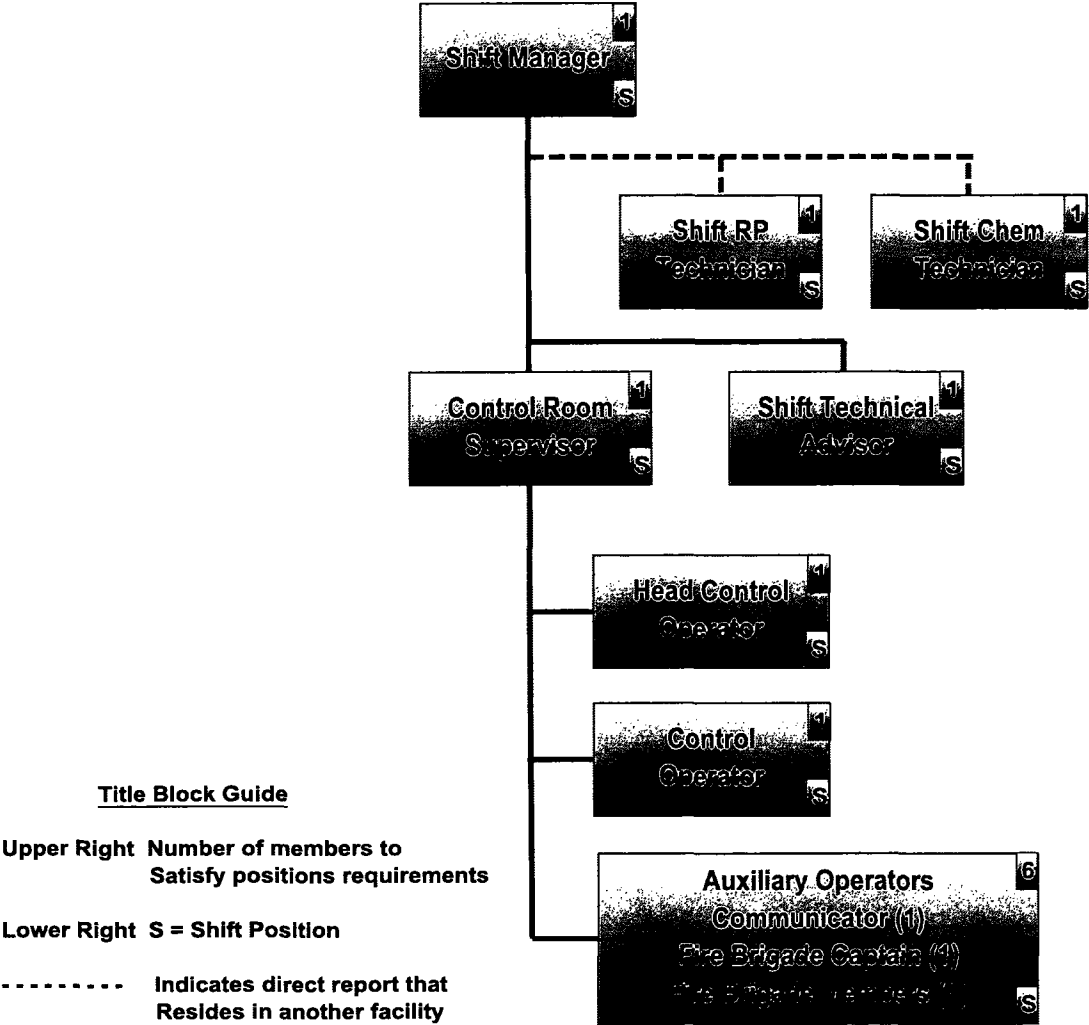 1
Shift Manager
S
1
Shift RP
Technician
S
1
Shift Chem
Technician
S
1
Control Room
Supervisor
S
1
Shift Technical
Advisor
S
1
Head Control
Operator
S
1
Control
Operator
S
Title Block Guide
Upper Right Number of members to
Satisfy positions requirements
Lower Right S = Shift Position
Indicates direct report that
Resides in another facility
6
Auxiliary Operators
Communicator (1)
Fire Brigade Captain (1)
Fire Brigade Members
S